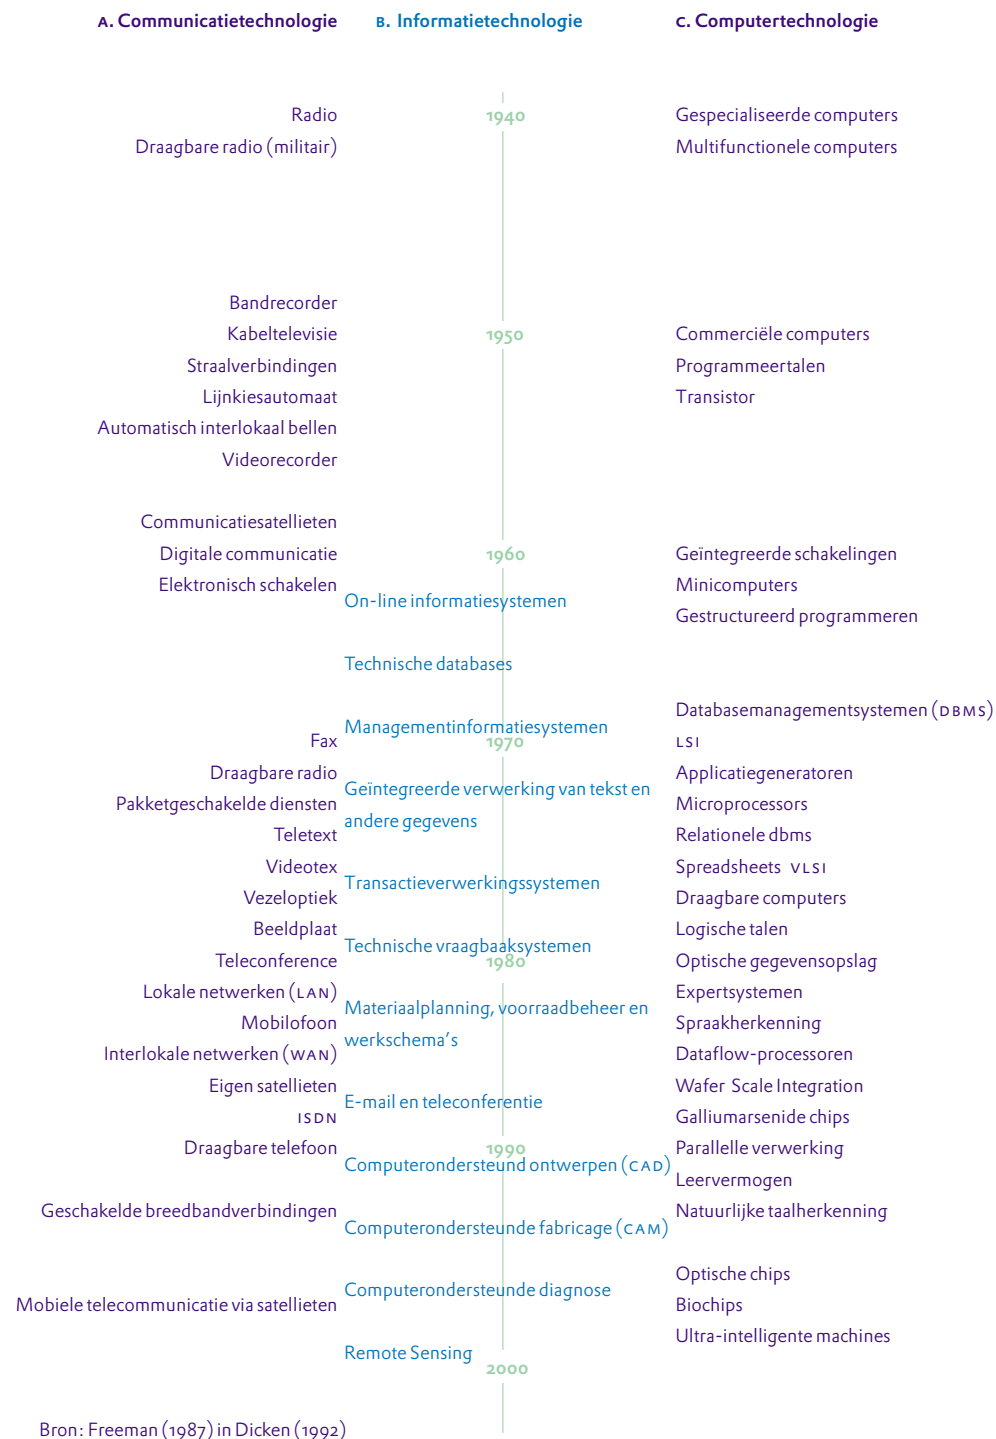 A. Communicatietechnologie
B. Informatietechnologie
C. Computertechnologie
Radio
1940
Gespecialiseerde computers
Draagbare radio (militair)
Multifunctionele computers
Bandrecorder
Kabeltelevisie
1950
Commerciële computers
Straalverbindingen
Programmeertalen
Lijnkiesautomaat
Transistor
Automatisch interlokaal bellen
Videorecorder
Communicatiesatellieten
Digitale communicatie
1960
Geïntegreerde schakelingen
Elektronisch schakelen
Minicomputers
On-line informatiesystemen
Gestructureerd programmeren
Technische databases
Databasemanagementsystemen (DBMS)
Managementinformatiesystemen
Fax
1970
LSI
Draagbare radio
Applicatiegeneratoren
Geïntegreerde verwerking van tekst en
Pakketgeschakelde diensten
Microprocessors
andere gegevens
Teletext
Relationele dbms
Videotex
Spreadsheets VLSI
Transactieverwerkingssystemen
Vezeloptiek
Draagbare computers
Beeldplaat
Logische talen
Technische vraagbaaksystemen
Teleconference
1980
Optische gegevensopslag
Lokale netwerken (LAN)
Expertsystemen
Materiaalplanning, voorraadbeheer en
Mobilofoon
Spraakherkenning
werkschema's
Interlokale netwerken (WAN)
Dataflow-processoren
Eigen satellieten
Wafer Scale Integration
E-mail en teleconferentie
ISDN
Galliumarsenide chips
Draagbare telefoon
1990
Parallelle verwerking
Computerondersteund ontwerpen (CAD)
Leervermogen
Geschakelde breedbandverbindingen
Natuurlijke taalherkenning
Computerondersteunde fabricage (CAM)
Optische chips
Computerondersteunde diagnose
Mobiele telecommunicatie via satellieten
Biochips
Ultra-intelligente machines
Remote Sensing
2000
Bron: Freeman (1987) in Dicken (1992)